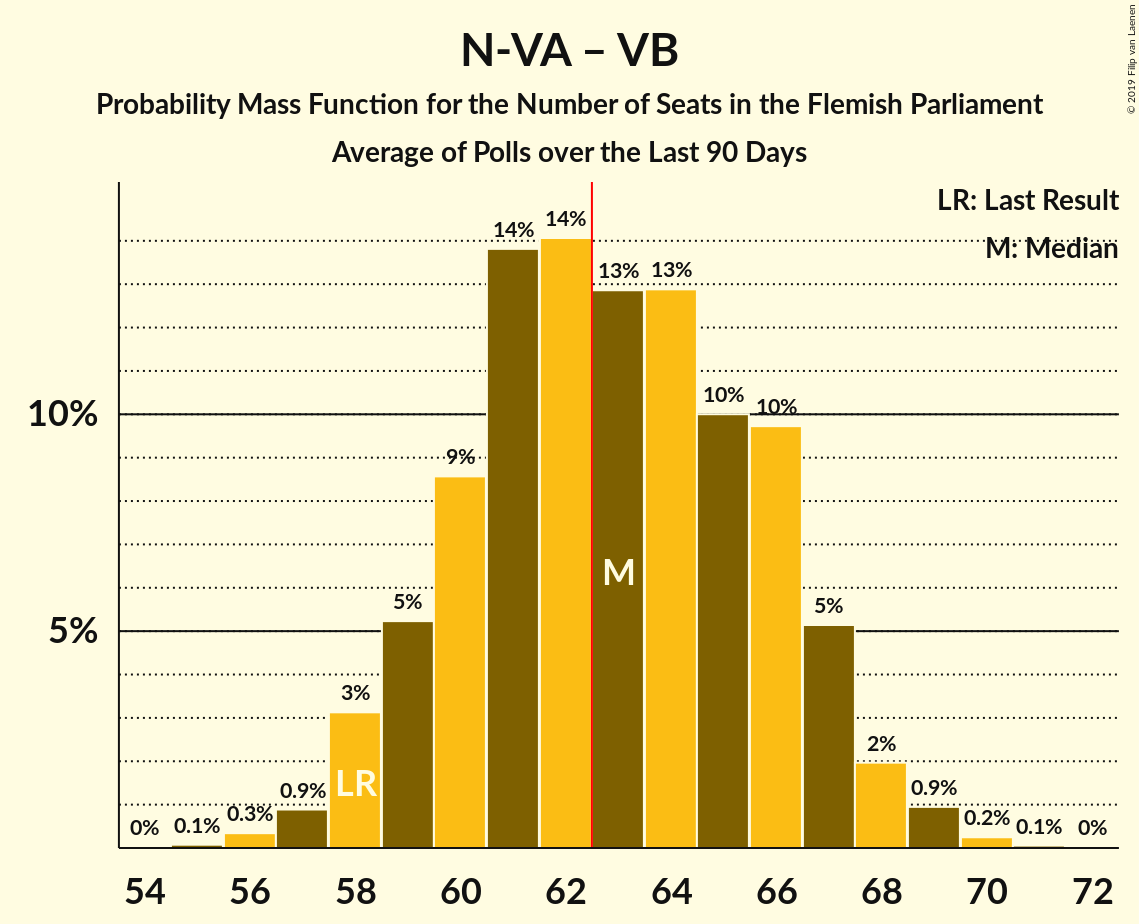 N-VA – VB
Probability Mass Function for the Number of Seats in the Flemish Parliament
Average of Polls over the Last 90 Days
© 2019 Filip van Laenen
LR: Last Result
M: Median
14% 14%
13% 13%
10% 10%
10%
9%
5% 5%
5%
3%
2%
0% 0.1% 0.3% 0.9% 0.9% 0.2% 0.1% 0%
M
LR
54 56 58 60 62 64 66 68 70 72